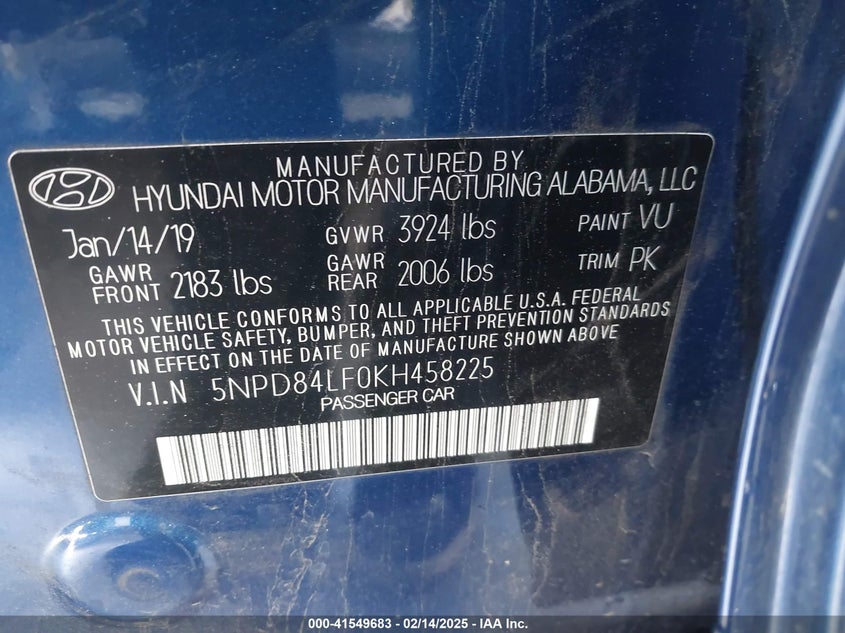 MANUFACTURED BY
HYUNDAI MOTOR MANUFACTURING ALABAMA, LLC
Jan/14/19 GVWR 3924 lbs PAINT VU
GAWR FRONT 2183 lbs GAWR REAR 2006 lbs TRIM PK
THIS VEHICLE CONFORMS TO ALL APPLICABLE U.S.A. FEDERAL
MOTOR VEHICLE SAFETY, BUMPER, AND THEFT PREVENTION STANDARDS
IN EFFECT ON THE DATE OF MANUFACTURE SHOWN ABOVE
V.I.N 5NPD84LF0KH458225
PASSENGER CAR
000-41549683 - 02/14/2025 - IAA Inc.